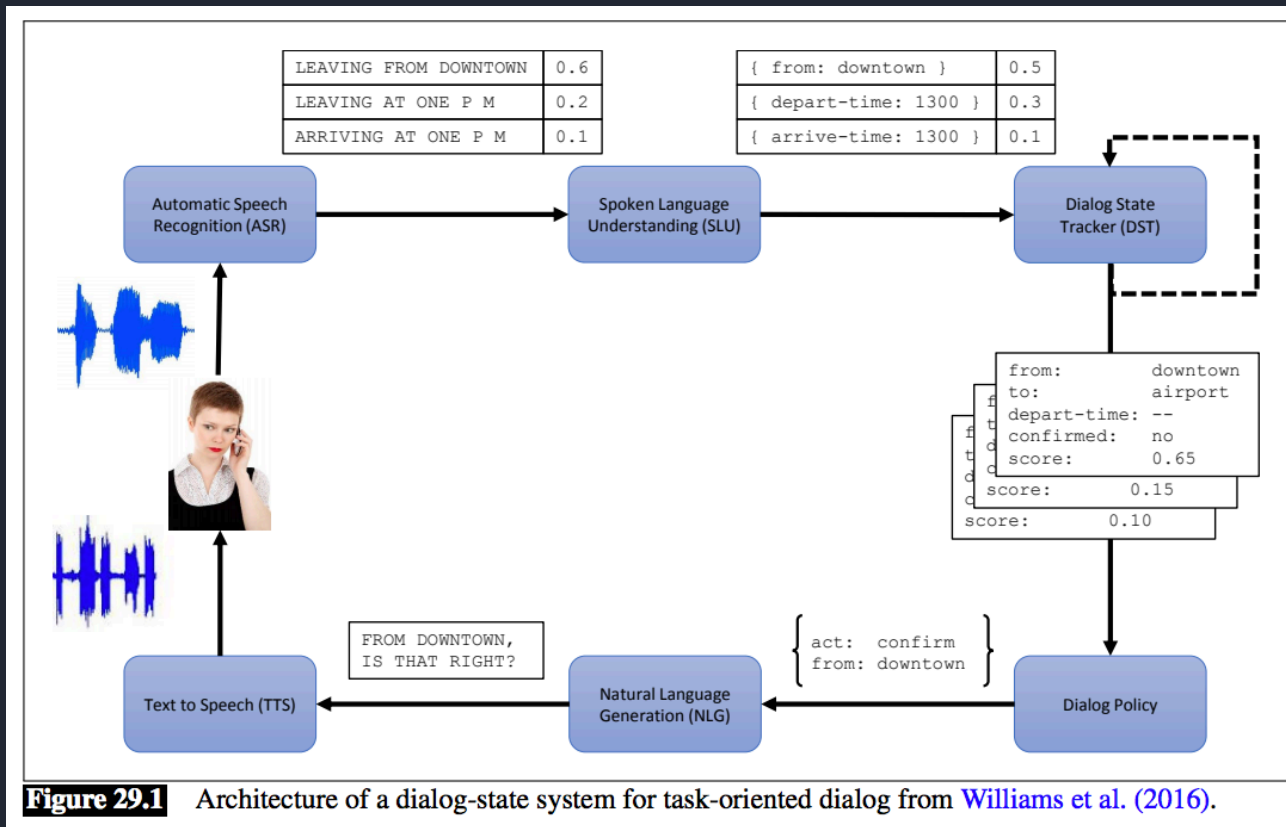 LEAVING FROM DOWNTOWN 0.6
LEAVING AT ONE P M 0.2
ARRIVING AT ONE P M 0.1
{ from: downtown } 0.5
{ depart-time: 1300 } 0.3
{ arrive-time: 1300 } 0.1
Automatic Speech
Recognition (ASR)
Spoken Language
Understanding (SLU)
Dialog State
Tracker (DST)
from: downtown
to: airport
depart-time: --
confirmed: no
score: 0.65
f
t
d
c
score: 0.15
f
t
d
c
score: 0.10
FROM DOWNTOWN,
IS THAT RIGHT?
act: confirm
from: downtown
Text to Speech (TTS)
Natural Language
Generation (NLG)
Dialog Policy
Figure 29.1 Architecture of a dialog-state system for task-oriented dialog from Williams et al. (2016).